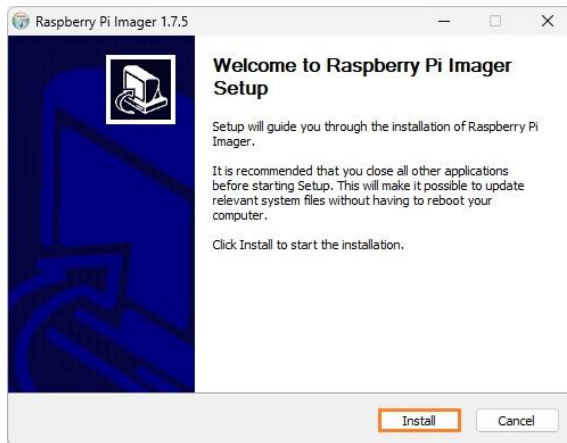 Raspberry Pi Imager 1.7.5
Welcome to Raspberry Pi Imager
Setup
Setup will guide you through the installation of Raspberry Pi
Imager.
It is recommended that you close all other applications
before starting Setup. This will make it possible to update
relevant system files without having to reboot your
computer.
Click Install to start the installation.
Install
Cancel